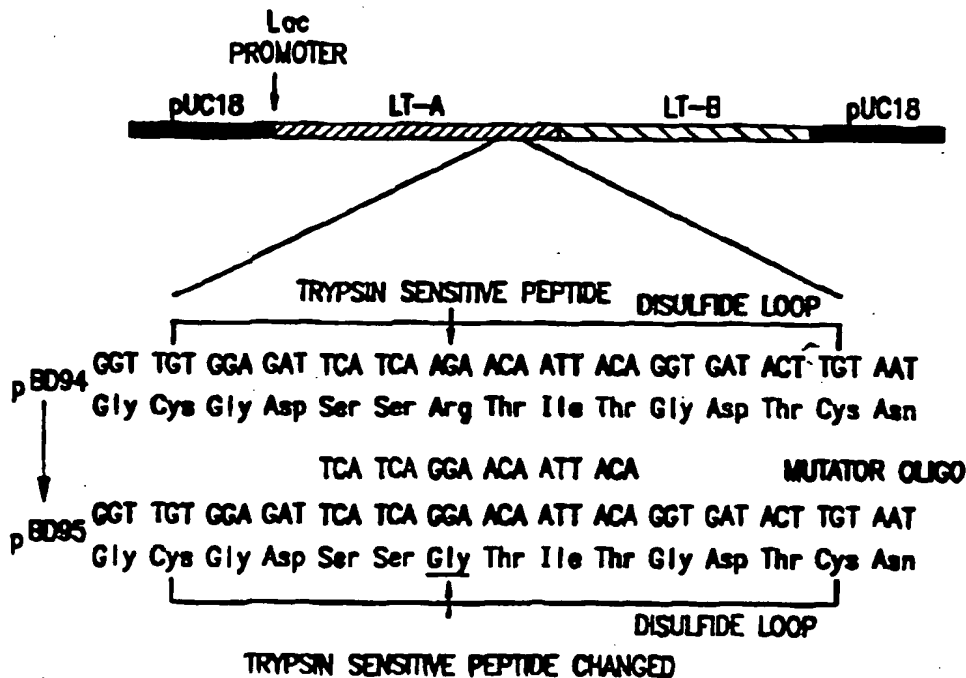 Lac
PROMOTER
pUC18 LT-A LT-B pUC18
TRYPSIN SENSITIVE PEPTIDE DISULFIDE LOOP
GGT TGT GGA GAT TCA TCA AGA ACA ATT ACA GGT GAT ACT TGT AAT
pBD94
Gly Cys Gly Asp Ser Ser Arg Thr Ile Thr Gly Asp Thr Cys Asn
TCA TCA GGA ACA ATT ACA MUTATOR OLIGO
GGT TGT GGA GAT TCA TCA GGA ACA ATT ACA GGT GAT ACT TGT AAT
pBD95
Gly Cys Gly Asp Ser Ser Gly Thr Ile Thr Gly Asp Thr Cys Asn
DISULFIDE LOOP
TRYPSIN SENSITIVE PEPTIDE CHANGED